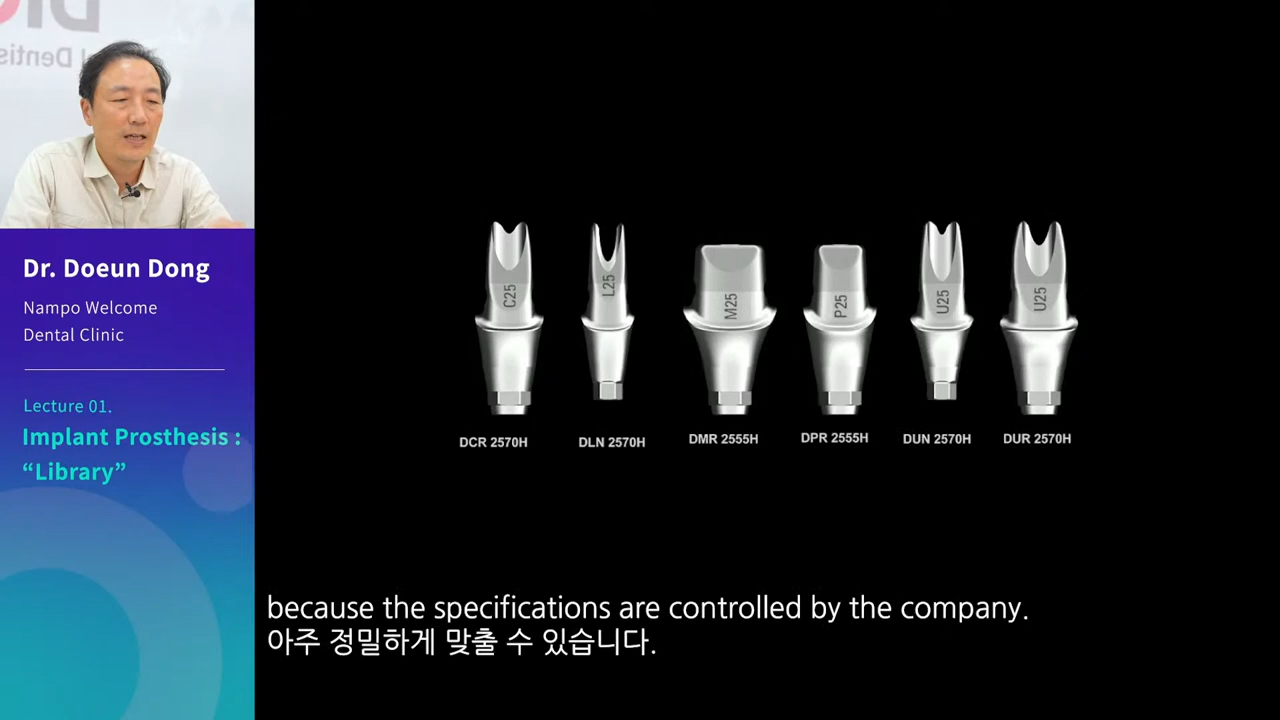 Dr. Doeun Dong
Nampo Welcome
Dental Clinic
Lecture 01.
Implant Prosthesis :
“Library”
C25
L25
M25
P25
U25
U25
DCR 2570H
DLN 2570H
DMR 2555H
DPR 2555H
DUN 2570H
DUR 2570H
because the specifications are controlled by the company.
아주 정밀하게 맞출 수 있습니다.